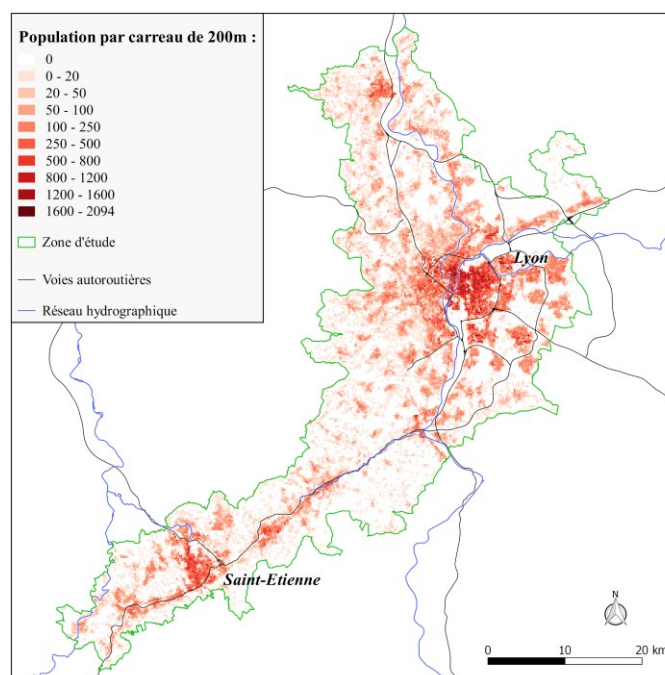 Population par carreau de 200m :
0
0 - 20
20 - 50
50 - 100
100 - 250
250 - 500
500 - 800
800 - 1200
1200 - 1600
1600 - 2094
Zone d'étude
Voies autoroutières
Réseau hydrographique
Lyon
Saint-Etienne
N
0 10 20 km